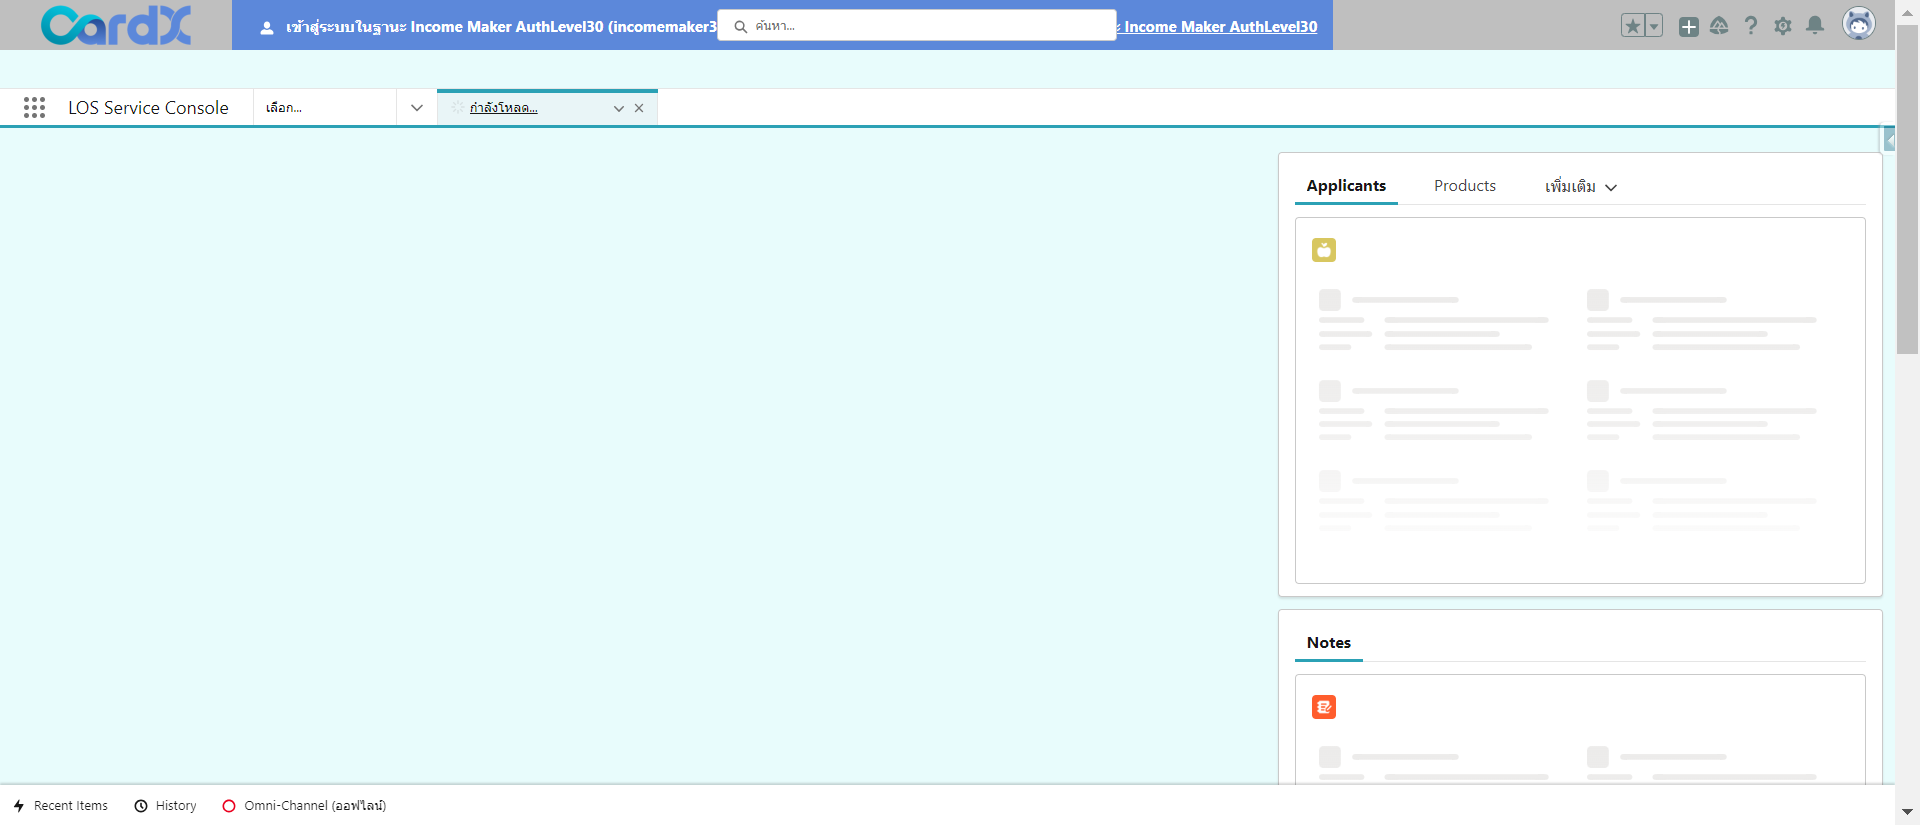 CardX
เข้าสู่ระบบในฐานะ Income Maker AuthLevel30 (incomemaker3
ค้นหา...
Income Maker AuthLevel30
LOS Service Console
เลือก...
กำลังโหลด...
Applicants
Products
เพิ่มเติม
Notes
Recent Items
History
Omni-Channel (ออฟไลน์)